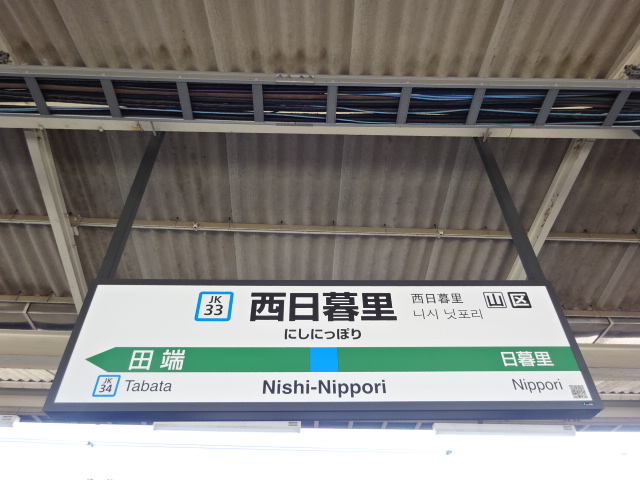 JK
33
西日暮里
西日暮里
니시 닛포리
山 区
にしにっぽり
田端
日暮里
JK
34
Tabata
Nishi-Nippori
Nippori